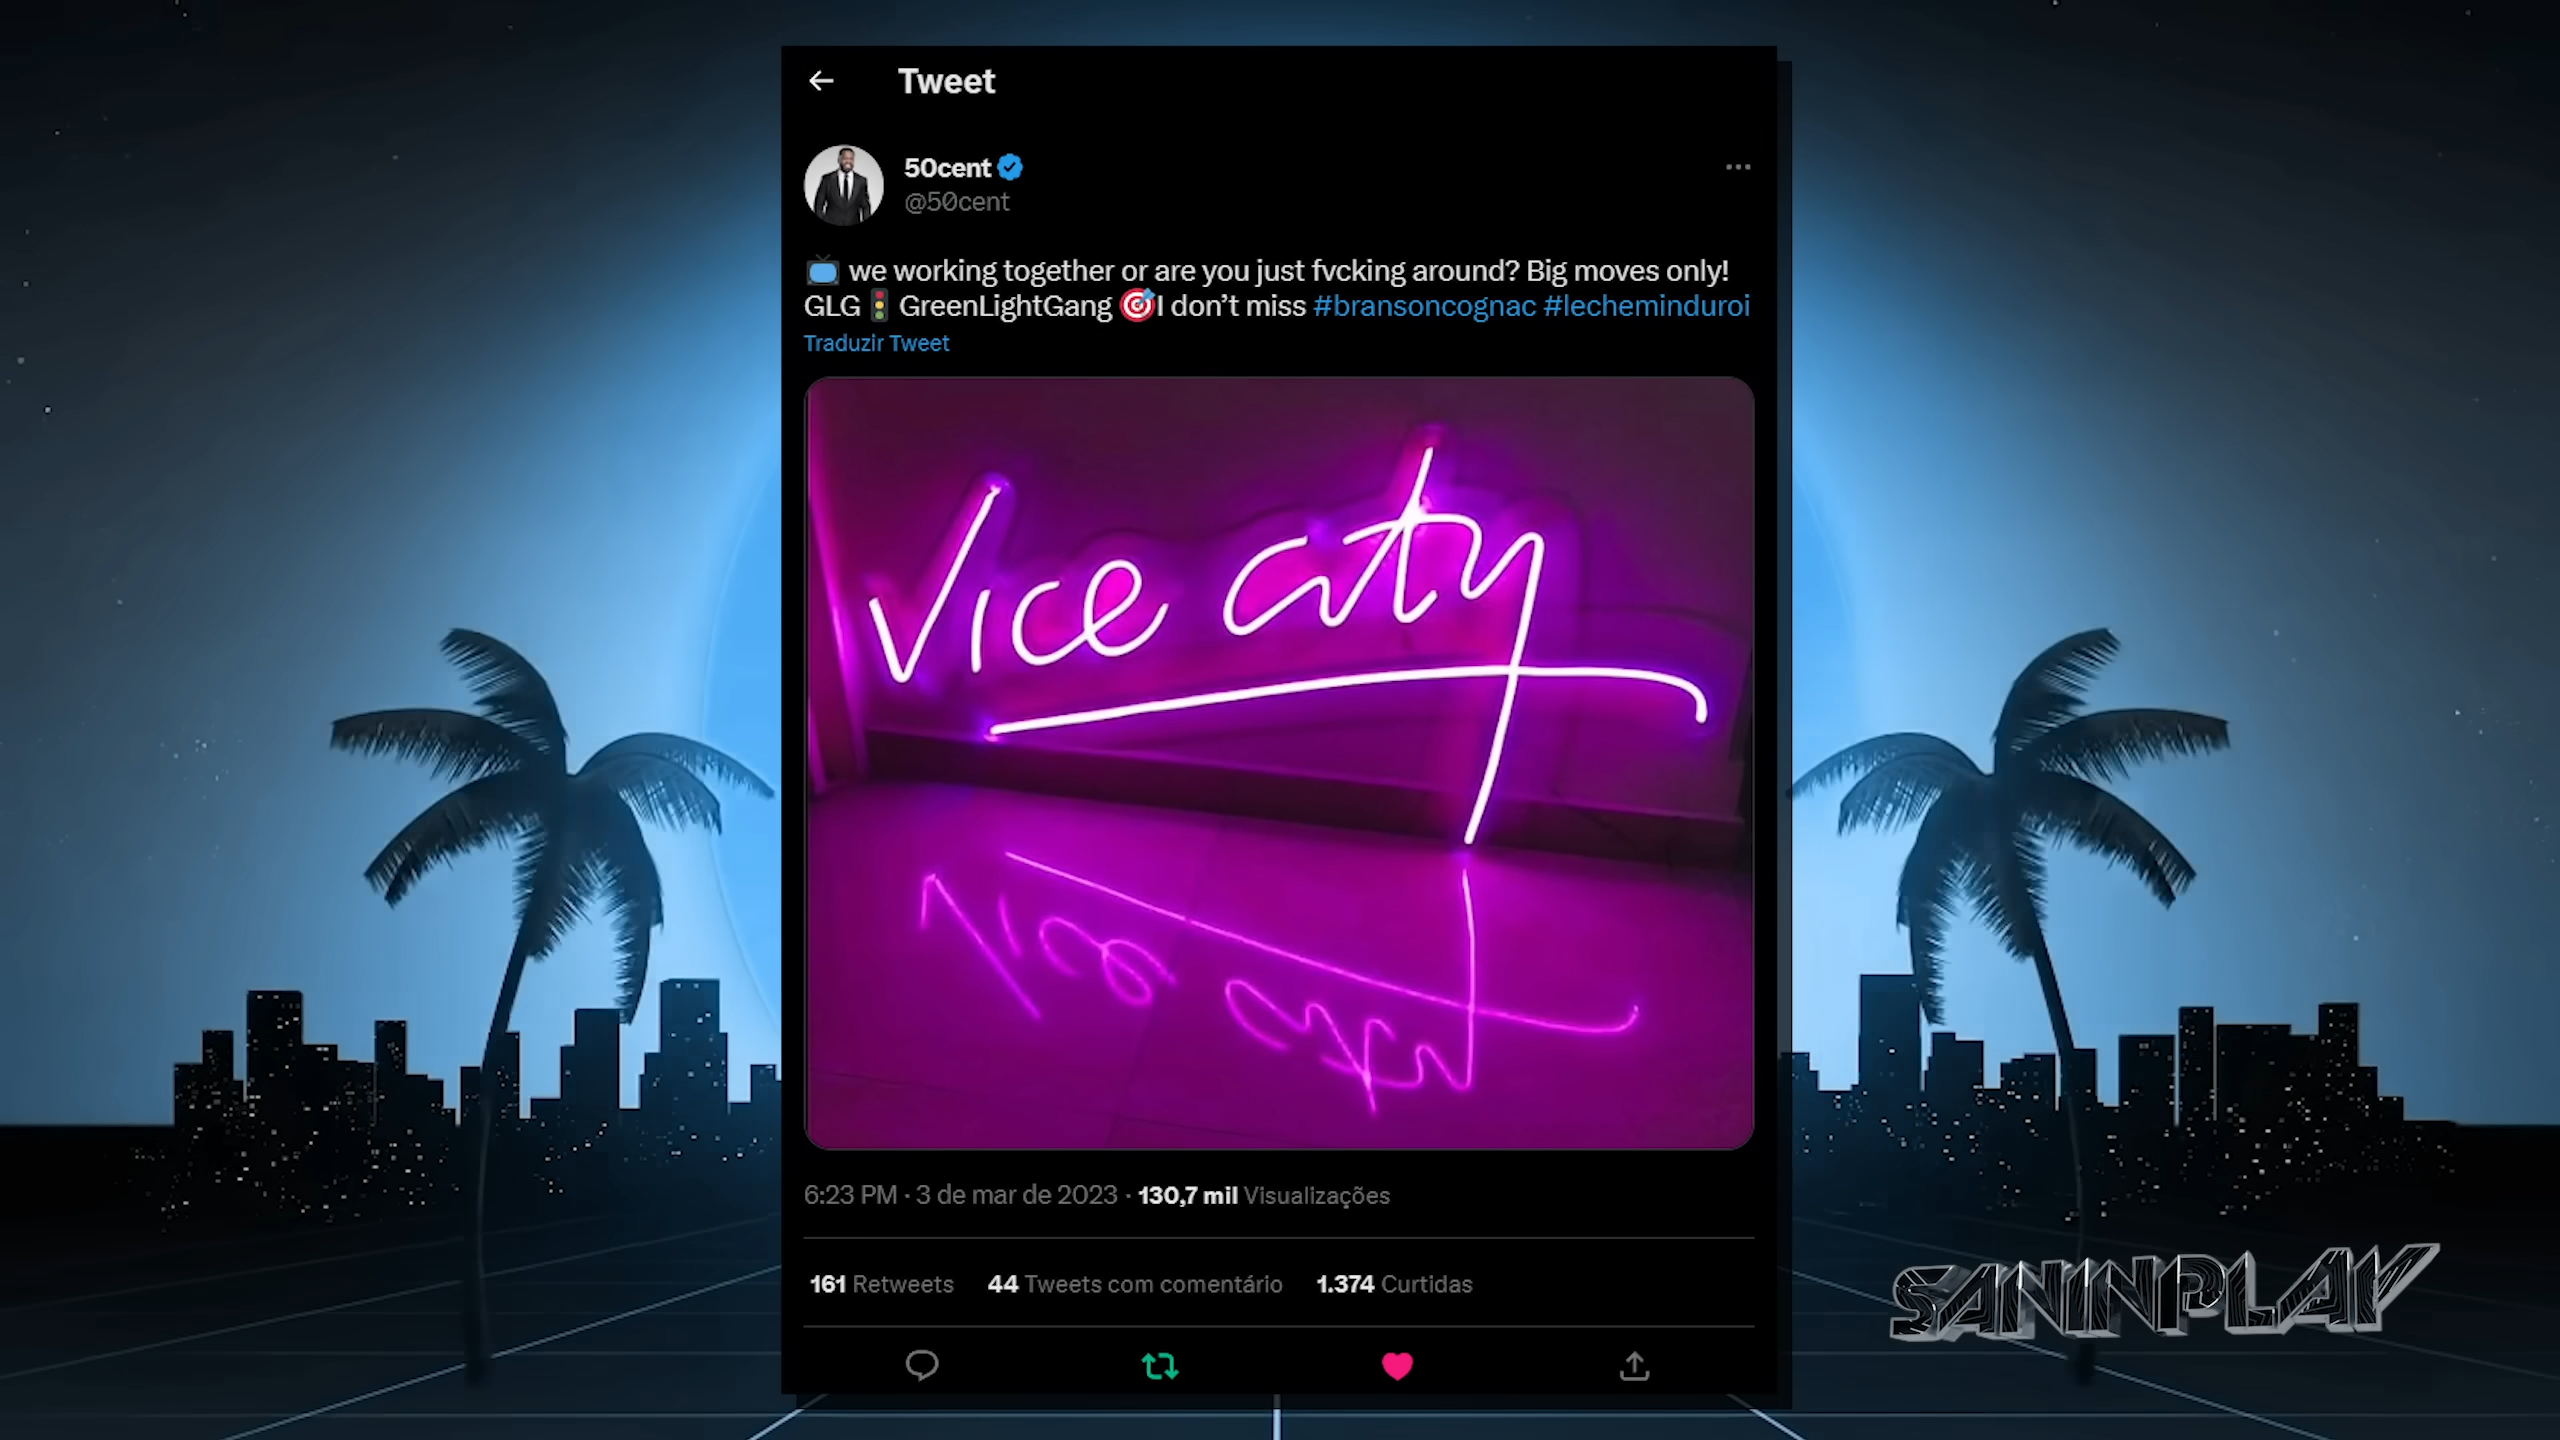 Tweet
50cent
@50cent
📺 we working together or are you just fvcking around? Big moves only!
GLG 🚦 GreenLightGang 🎯I don’t miss #bransoncognac #lecheminduroi
Traduzir Tweet
Vice city
6:23 PM · 3 de mar de 2023 · 130,7 mil Visualizações
161 Retweets 44 Tweets com comentário 1.374 Curtidas
SANINPLAY